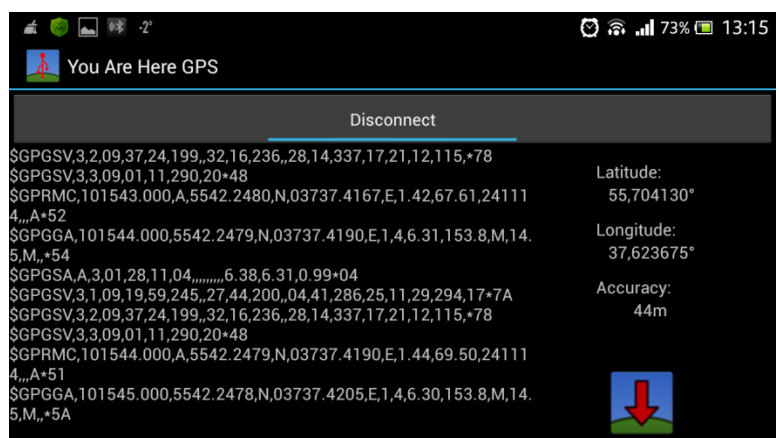 -2°
73%
13:15
You Are Here GPS
Disconnect
$GPGSV,3,2,09,37,24,199,,32,16,236,,28,14,337,17,21,12,115,*78
$GPGSV,3,3,09,01,11,290,20*48
$GPRMC,101543.000,A,5542.2480,N,03737.4167,E,1.42,67.61,24111
4,,,A*52
$GPGGA,101544.000,5542.2479,N,03737.4190,E,1,4,6.31,153.8,M,14.
5,M,,*54
$GPGSA,A,3,01,28,11,04,,,,,,,,,6.38,6.31,0.99*04
$GPGSV,3,1,09,19,59,245,,27,44,200,,04,41,286,25,11,29,294,17*7A
$GPGSV,3,2,09,37,24,199,,32,16,236,,28,14,337,17,21,12,115,*78
$GPGSV,3,3,09,01,11,290,20*48
$GPRMC,101544.000,A,5542.2479,N,03737.4190,E,1.44,69.50,24111
4,,,A*51
$GPGGA,101545.000,5542.2478,N,03737.4205,E,1,4,6.30,153.8,M,14.
5,M,,*5A
Latitude:
55,704130°
Longitude:
37,623675°
Accuracy:
44m